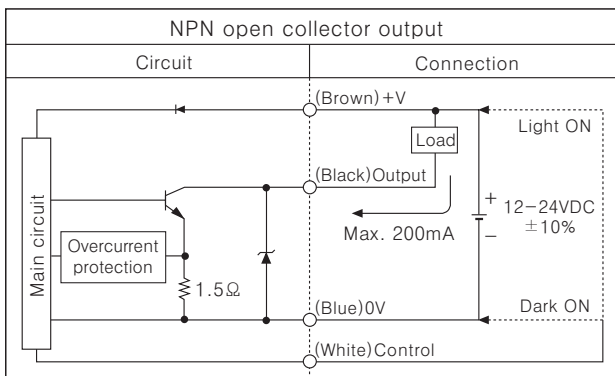 NPN open collector output
Circuit
Connection
(Brown)+V
Light ON
Load
(Black)Output
Main circuit
Overcurrent
protection
1.5Ω
Max. 200mA
+
12-24VDC
±10%
−
(Blue)0V
Dark ON
(White)Control